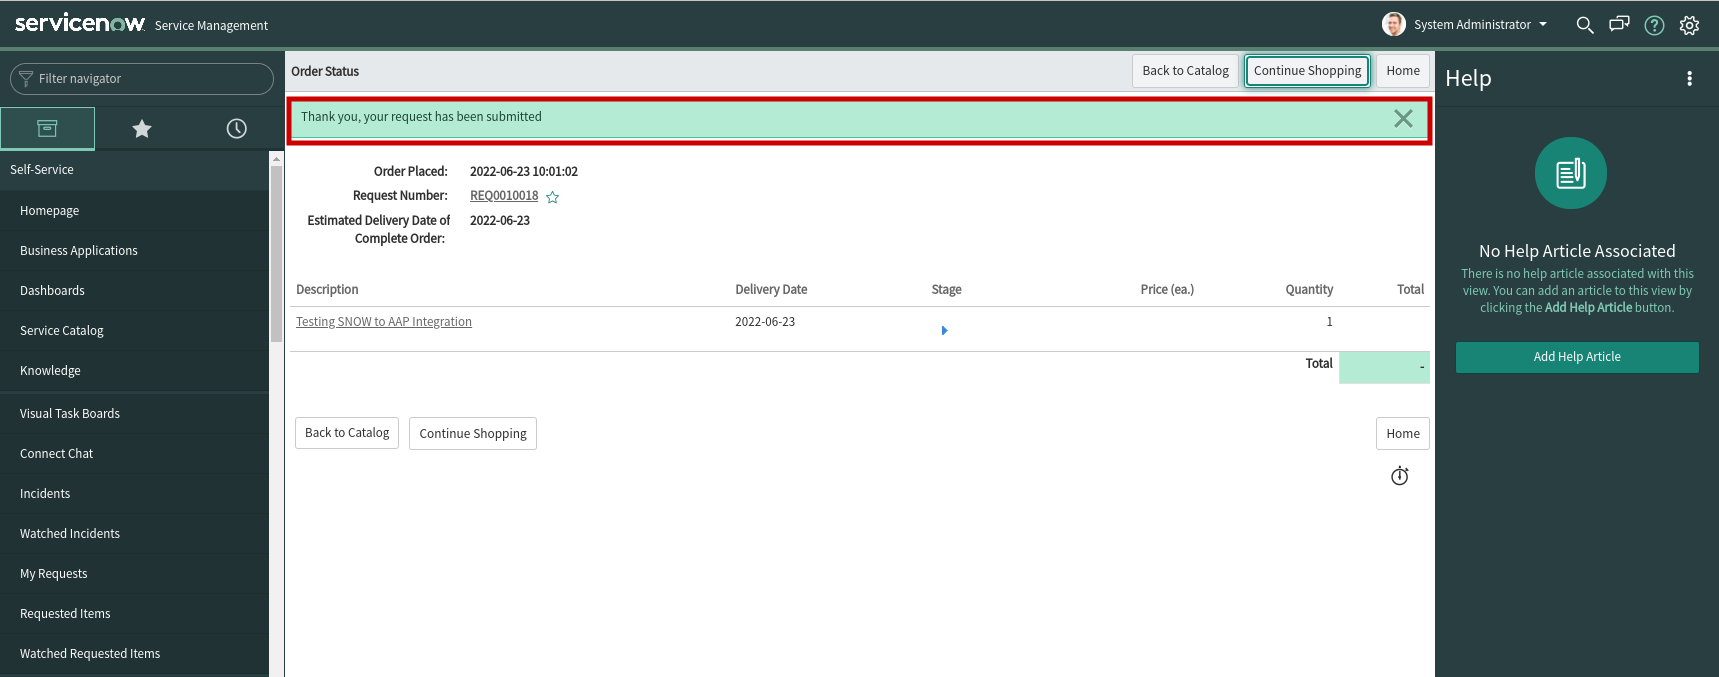 servicenow Service Management
System Administrator
Filter navigator
Self-Service
Homepage
Business Applications
Dashboards
Service Catalog
Knowledge
Visual Task Boards
Connect Chat
Incidents
Watched Incidents
My Requests
Requested Items
Watched Requested Items
Order Status
Back to Catalog
Continue Shopping
Home
Thank you, your request has been submitted
Order Placed: 2022-06-23 10:01:02
Request Number: REQ0010018
Estimated Delivery Date of 2022-06-23
Complete Order:
Description Delivery Date Stage Price (ea.) Quantity Total
Testing SNOW to AAP Integration 2022-06-23 1
Total -
Back to Catalog
Continue Shopping
Home
Help
No Help Article Associated
There is no help article associated with this
view. You can add an article to this view by
clicking the Add Help Article button.
Add Help Article